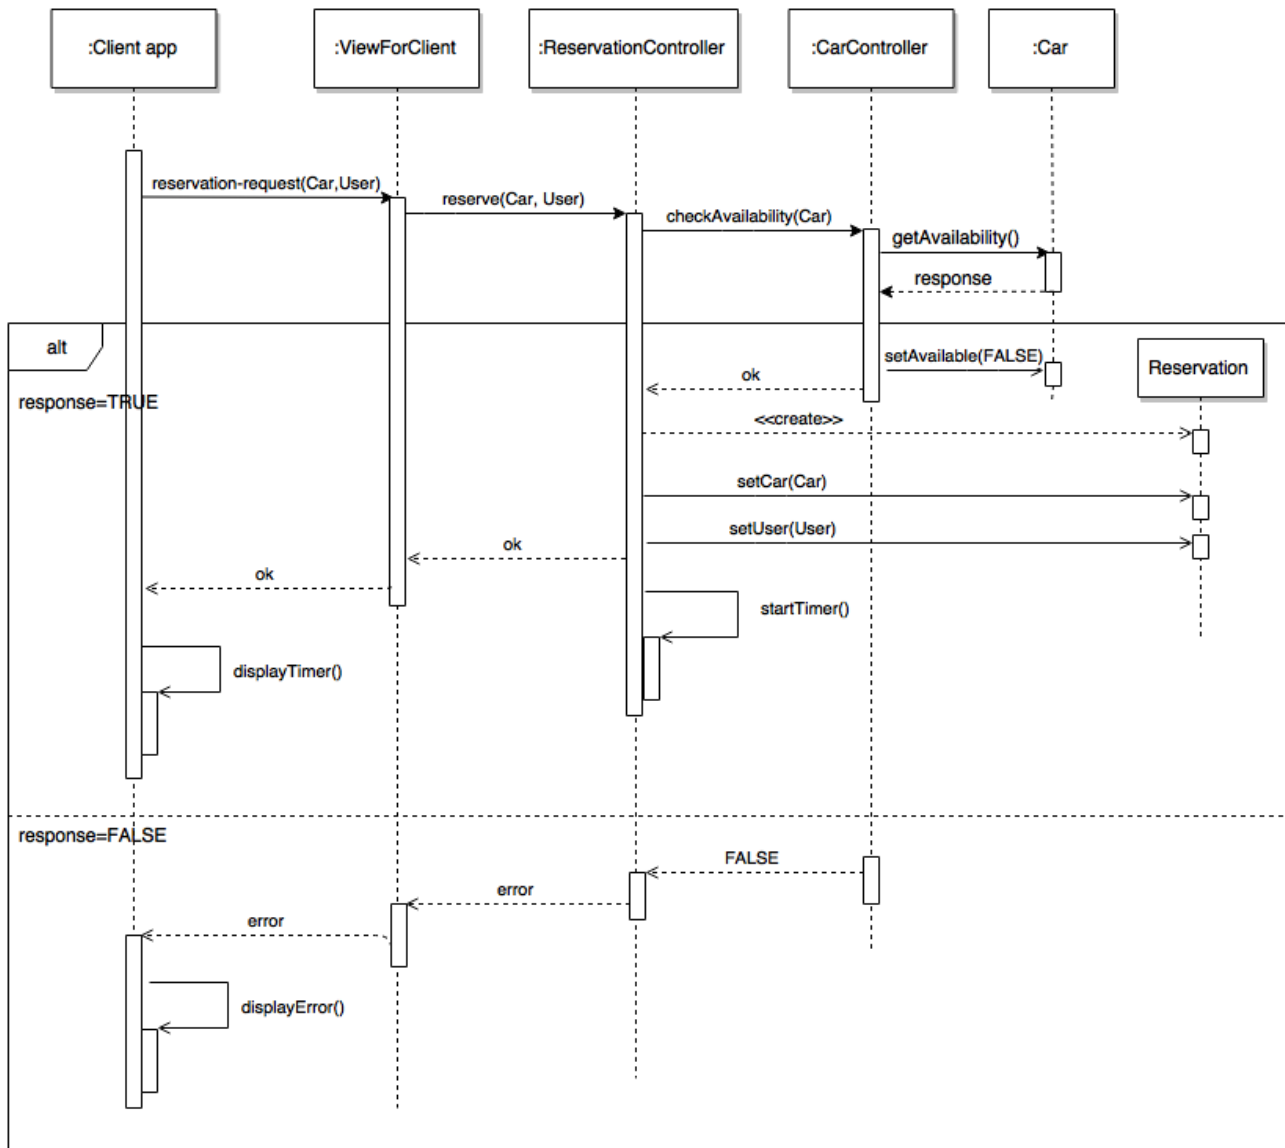 :Client app
:ViewForClient
:ReservationController
:CarController
:Car
reservation-request(Car,User)
reserve(Car, User)
checkAvailability(Car)
getAvailability()
response
alt
response=TRUE
setAvailable(FALSE)
Reservation
ok
<<create>>
setCar(Car)
setUser(User)
ok
ok
startTimer()
displayTimer()
response=FALSE
FALSE
error
error
displayError()